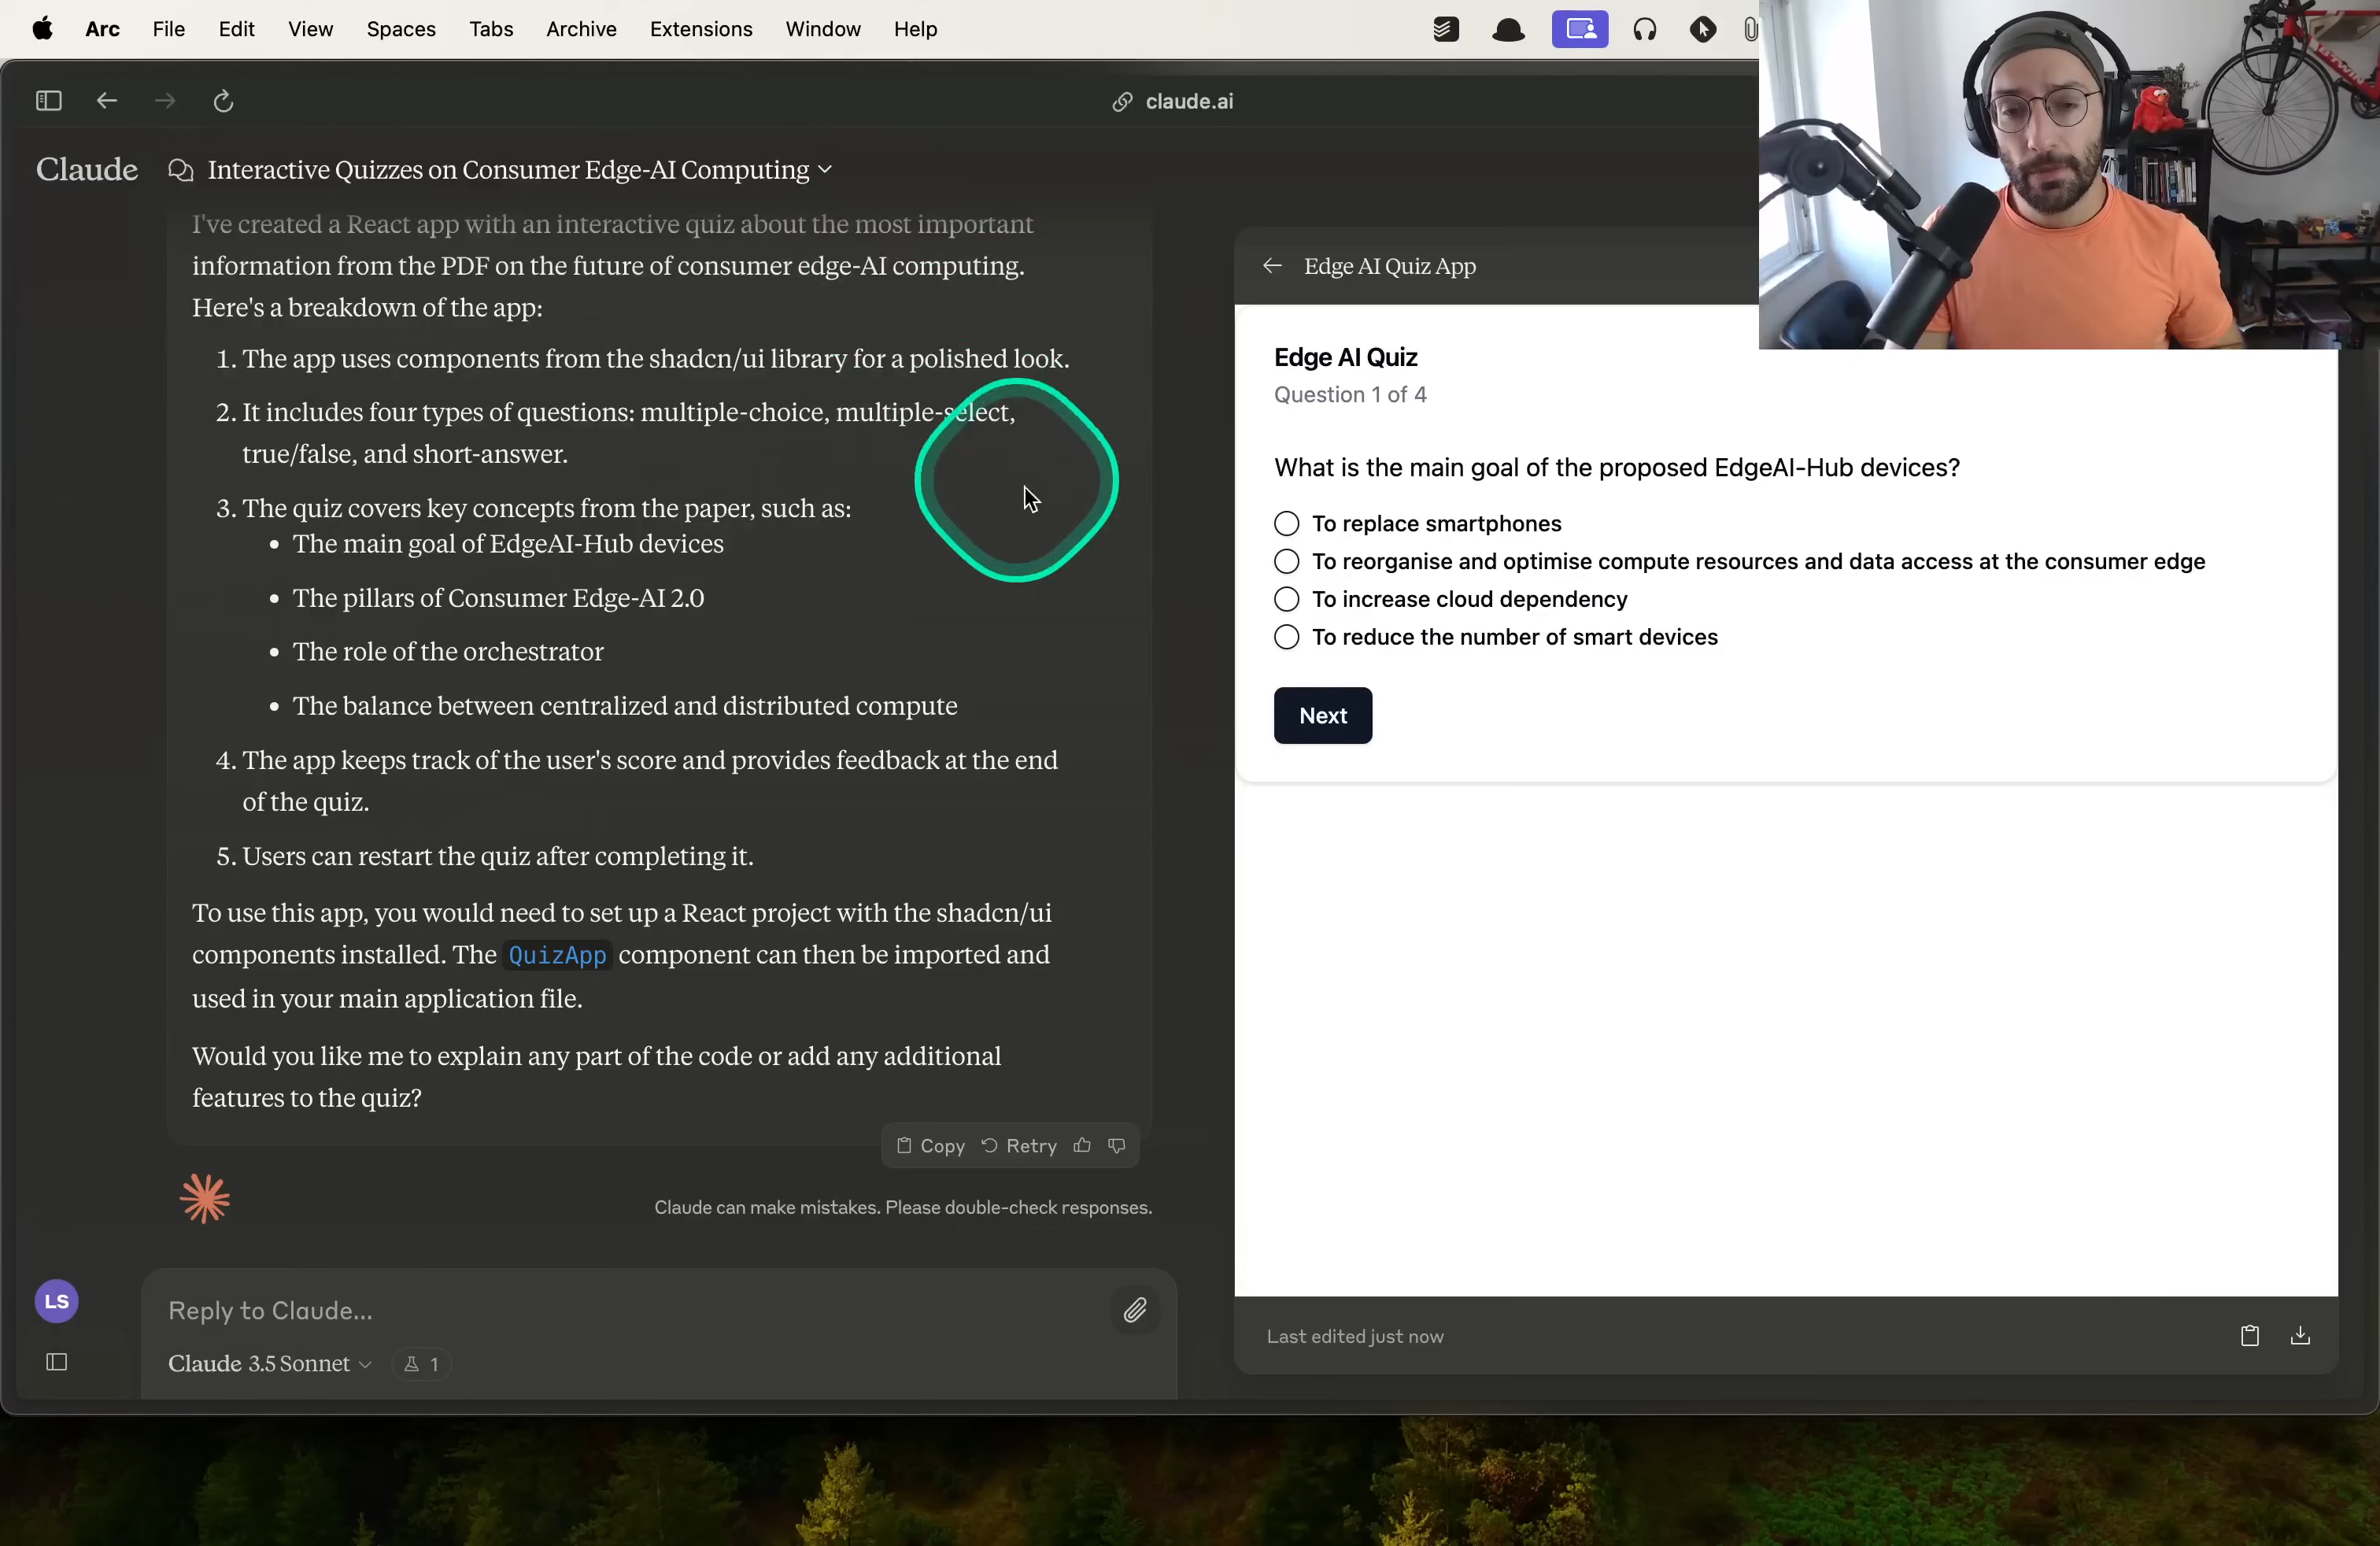 Arc File Edit View Spaces Tabs Archive Extensions Window Help
claude.ai
Claude
Interactive Quizzes on Consumer Edge-AI Computing
I've created a React app with an interactive quiz about the most important
information from the PDF on the future of consumer edge-AI computing.
Here's a breakdown of the app:
1. The app uses components from the shadcn/ui library for a polished look.
2. It includes four types of questions: multiple-choice, multiple-select,
true/false, and short-answer.
3. The quiz covers key concepts from the paper, such as:
• The main goal of EdgeAI-Hub devices
• The pillars of Consumer Edge-AI 2.0
• The role of the orchestrator
• The balance between centralized and distributed compute
4. The app keeps track of the user's score and provides feedback at the end
of the quiz.
5. Users can restart the quiz after completing it.
To use this app, you would need to set up a React project with the shadcn/ui
components installed. The QuizApp component can then be imported and
used in your main application file.
Would you like me to explain any part of the code or add any additional
features to the quiz?
Copy Retry
Claude can make mistakes. Please double-check responses.
LS
Reply to Claude...
Claude 3.5 Sonnet 1
Edge AI Quiz App
Edge AI Quiz
Question 1 of 4
What is the main goal of the proposed EdgeAI-Hub devices?
To replace smartphones
To reorganise and optimise compute resources and data access at the consumer edge
To increase cloud dependency
To reduce the number of smart devices
Next
Last edited just now